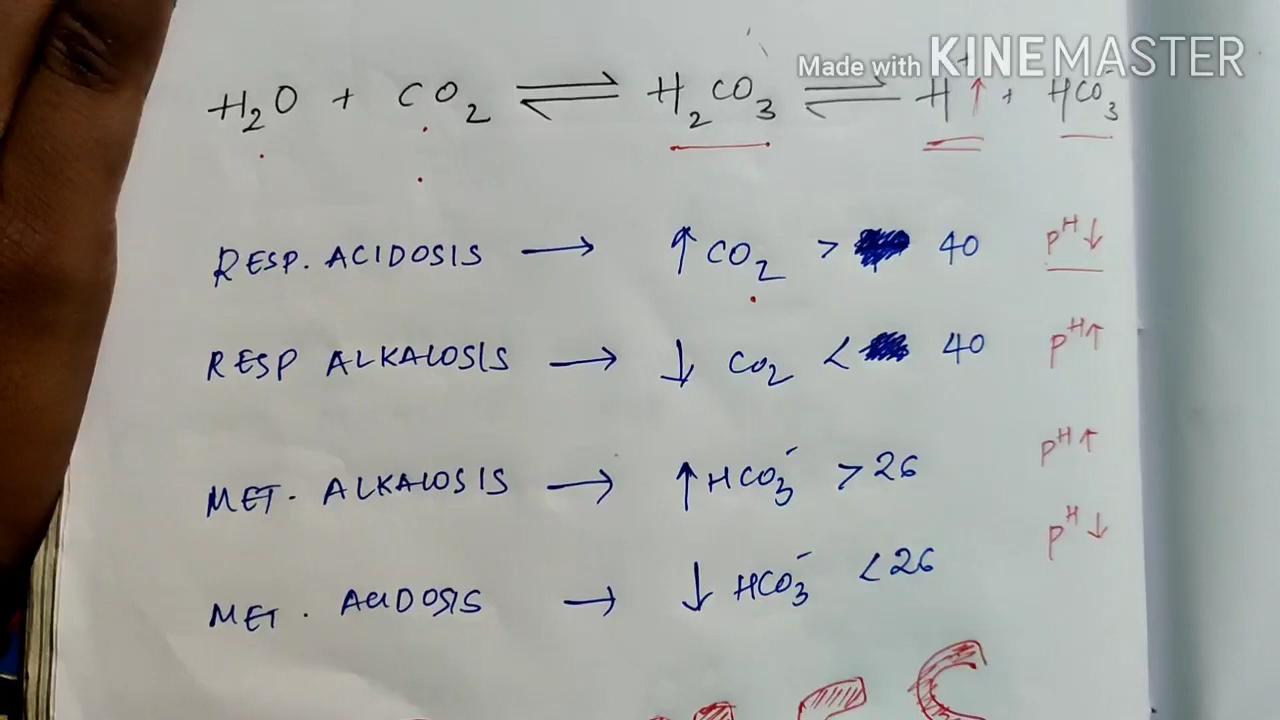 Made with KINEMASTER
H₂O + CO₂ ⇌ H₂CO₃ ⇌ H⁺ ↑ + HCO₃⁻
RESP. ACIDOSIS → ↑ CO₂ > 40 pH↓
RESP ALKALOSIS → ↓ CO₂ < 40 pH↑
MET. ALKALOSIS → ↑ HCO₃⁻ > 26 pH↑
MET. ACIDOSIS → ↓ HCO₃⁻ < 26 pH↓